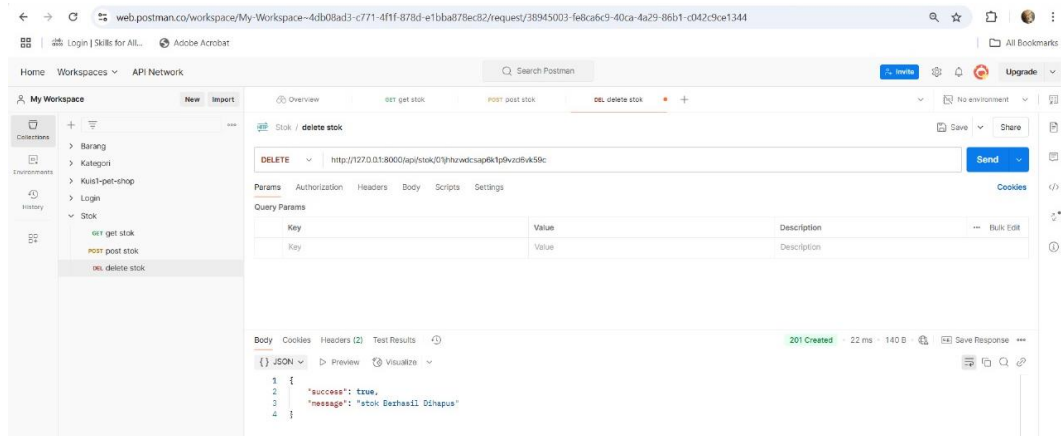 web.postman.co/workspace/My-Workspace~4db08ad3-c771-4f1f-878d-e1bba878ec82/request/38945003-fe8ca6c9-40ca-4a29-86b1-c042c9ce1344
Login | Skills for All...
Adobe Acrobat
All Bookmarks
Home Workspaces API Network
Search Postman
Invite
Upgrade
My Workspace
New Import
Overview
GET get stok
POST post stok
DEL delete stok
No environment
Collections
Environments
History
Barang
Kategori
Kuis1-pet-shop
Login
Stok
GET get stok
POST post stok
DEL delete stok
HTTP Stok / delete stok
Save
Share
DELETE
http://127.0.0.1:8000/api/stok/01jhhzwdcsap6k1p9vzd6vk59c
Send
Params Authorization Headers Body Scripts Settings
Cookies
Query Params
Key Value Description
Bulk Edit
Key Value Description
Body Cookies Headers (2) Test Results
201 Created · 22 ms · 140 B
Save Response
{} JSON Preview Visualize
1 {
2 "success": true,
3 "message": "stok Berhasil Dihapus"
4 }